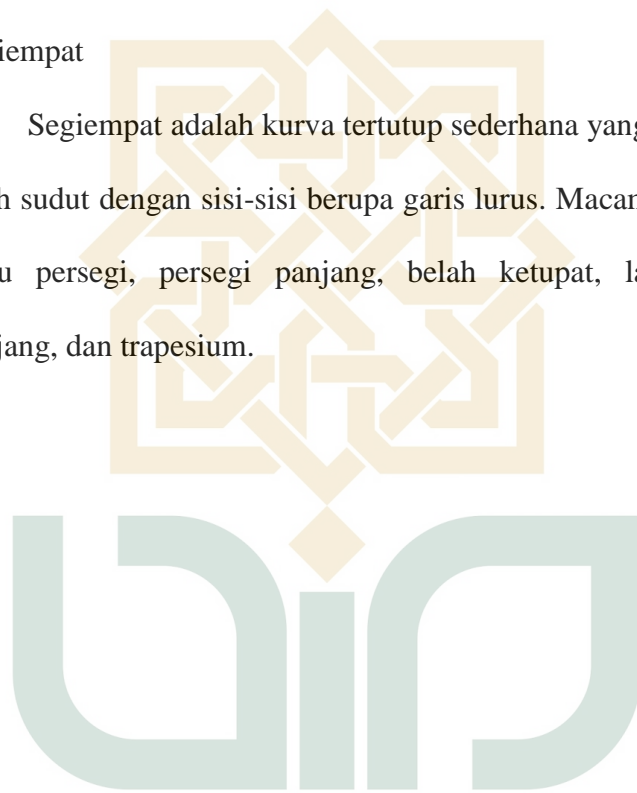 iempat
Segiempat adalah kurva tertutup sederhana yang
h sudut dengan sisi-sisi berupa garis lurus. Macam
u persegi, persegi panjang, belah ketupat, la
jang, dan trapesium.